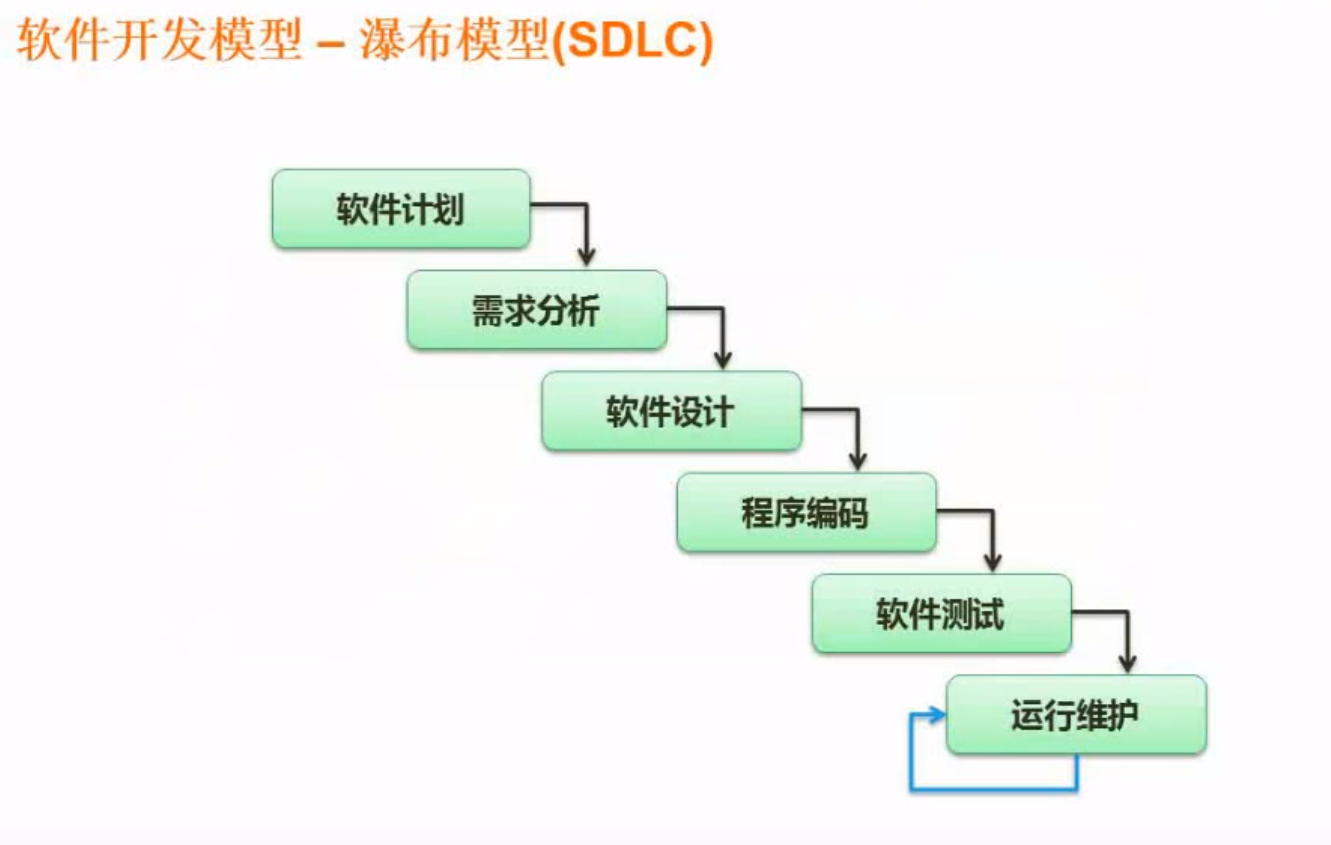 软件开发模型 – 瀑布模型(SDLC)
软件计划
需求分析
软件设计
程序编码
软件测试
运行维护